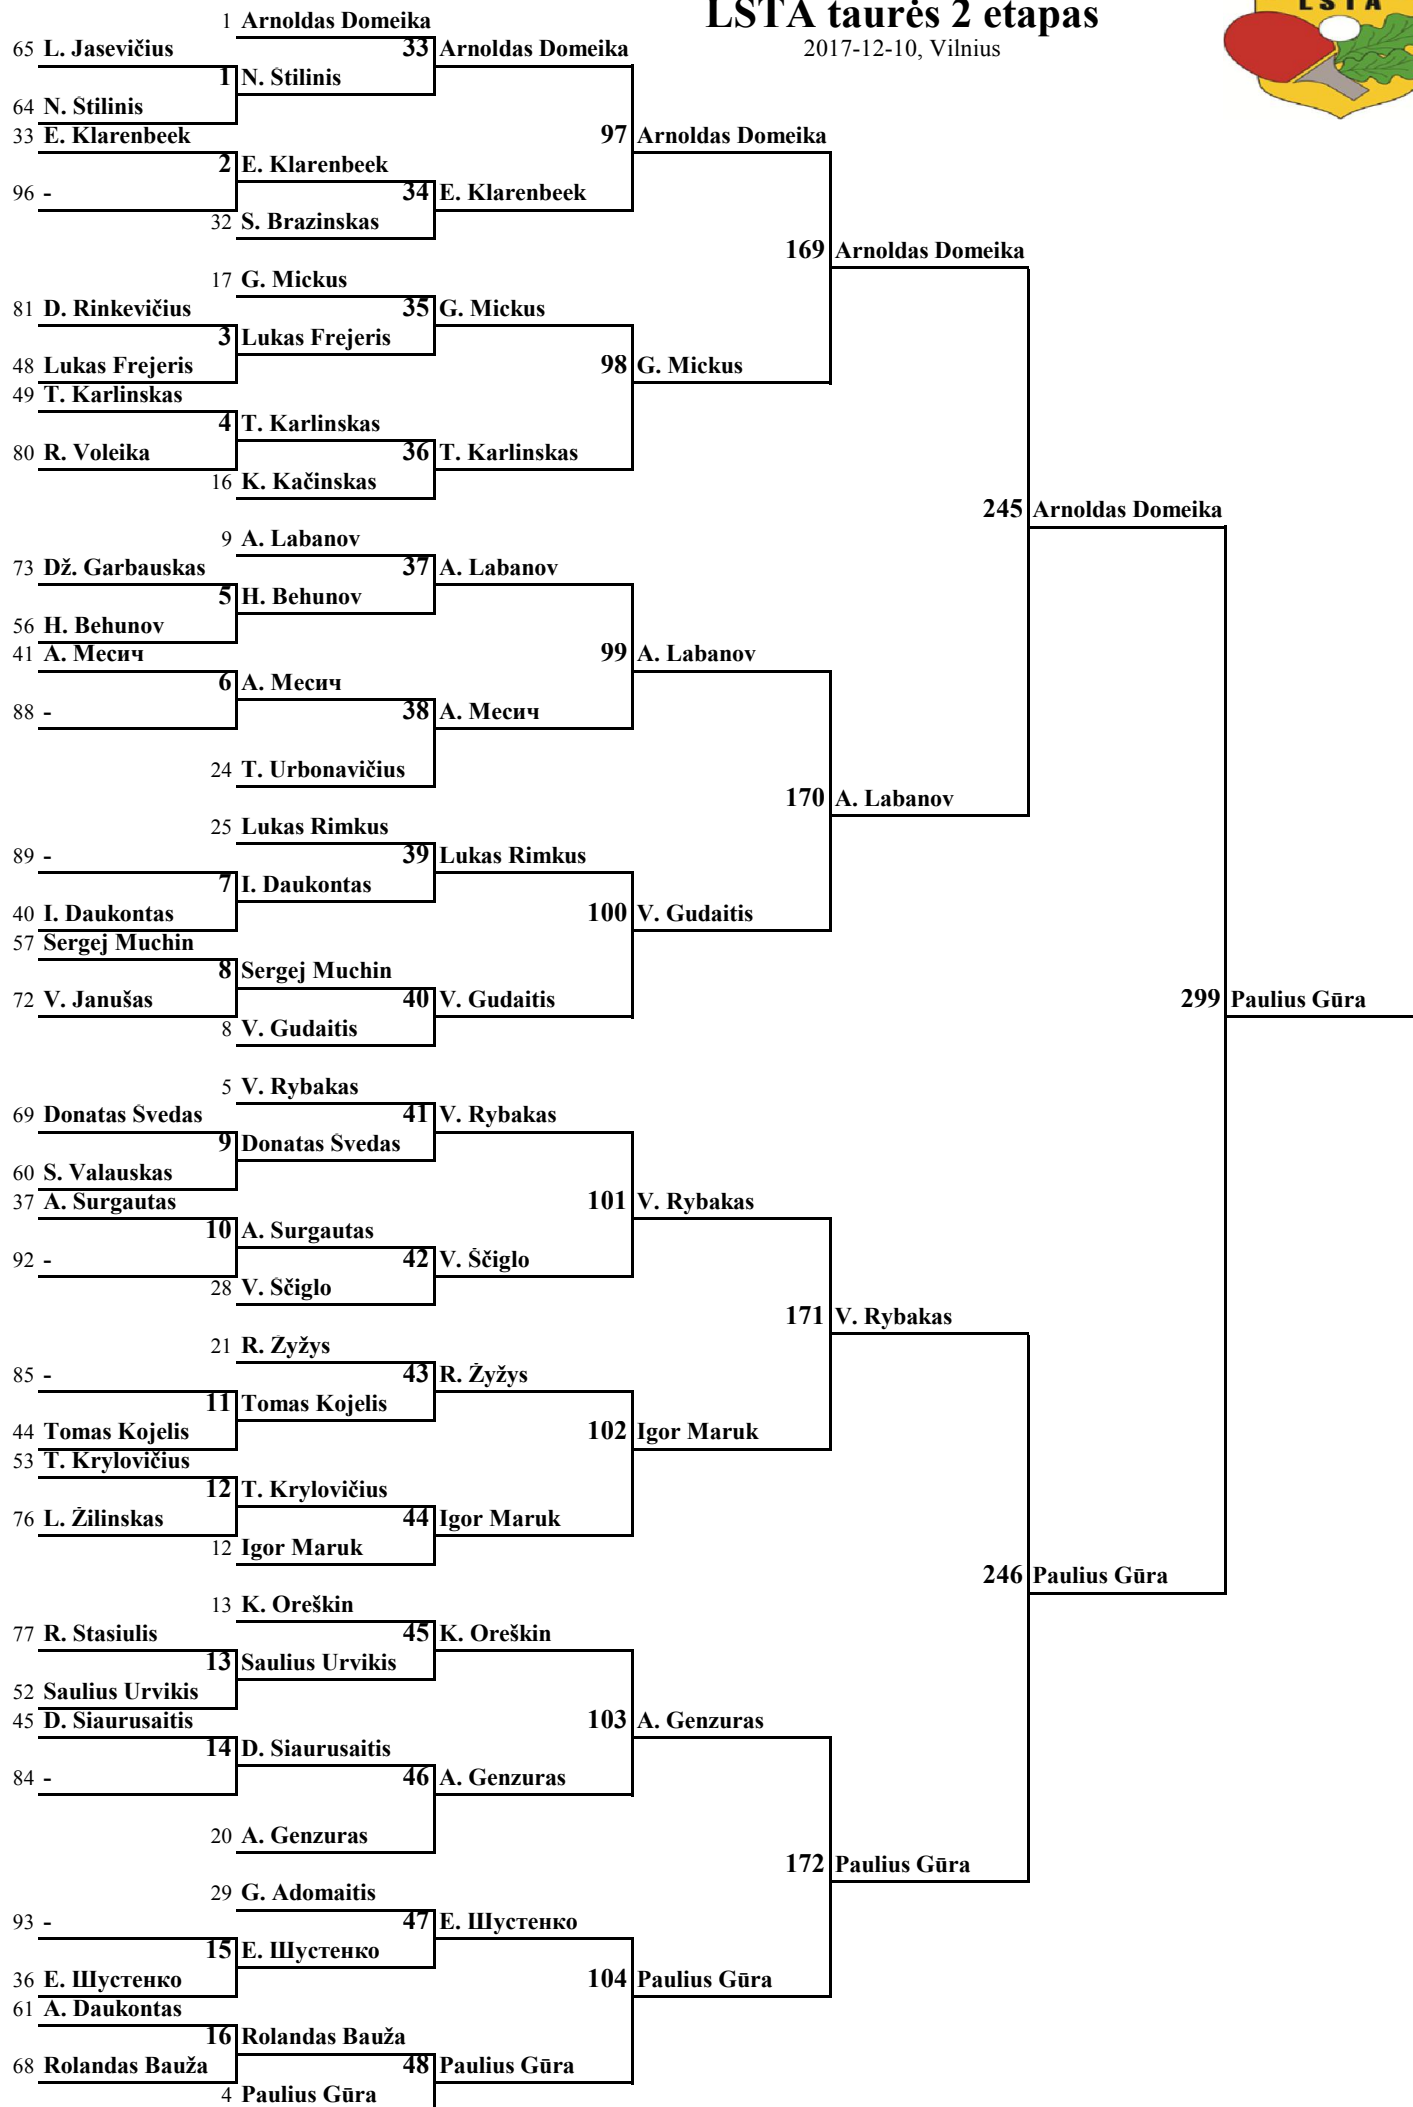 LSTA taurės 2 etapas
2017-12-10, Vilnius
LSTA
1 Arnoldas Domeika
65 L. Jasevičius
33 Arnoldas Domeika
1 N. Stilinis
64 N. Stilinis
33 E. Klarenbeek
97 Arnoldas Domeika
2 E. Klarenbeek
96 -
34 E. Klarenbeek
32 S. Brazinskas
169 Arnoldas Domeika
17 G. Mickus
81 D. Rinkevičius
35 G. Mickus
3 Lukas Frejeris
48 Lukas Frejeris
98 G. Mickus
49 T. Karlinskas
4 T. Karlinskas
80 R. Voleika
36 T. Karlinskas
16 K. Kačinskas
245 Arnoldas Domeika
9 A. Labanov
73 Dž. Garbauskas
37 A. Labanov
5 H. Behunov
56 H. Behunov
41 А. Месич
99 A. Labanov
6 А. Месич
88 -
38 А. Месич
24 T. Urbonavičius
170 A. Labanov
25 Lukas Rimkus
89 -
39 Lukas Rimkus
7 I. Daukontas
40 I. Daukontas
100 V. Gudaitis
57 Sergej Muchin
8 Sergej Muchin
72 V. Janušas
40 V. Gudaitis
299 Paulius Gūra
8 V. Gudaitis
5 V. Rybakas
69 Donatas Švedas
41 V. Rybakas
9 Donatas Švedas
60 S. Valauskas
37 A. Surgautas
101 V. Rybakas
10 A. Surgautas
92 -
42 V. Ščiglo
28 V. Ščiglo
171 V. Rybakas
21 R. Žyžys
85 -
43 R. Žyžys
11 Tomas Kojelis
44 Tomas Kojelis
102 Igor Maruk
53 T. Krylovičius
12 T. Krylovičius
76 L. Žilinskas
44 Igor Maruk
12 Igor Maruk
246 Paulius Gūra
13 K. Oreškin
77 R. Stasiulis
45 K. Oreškin
13 Saulius Urvikis
52 Saulius Urvikis
45 D. Siaurusaitis
103 A. Genzuras
14 D. Siaurusaitis
84 -
46 A. Genzuras
20 A. Genzuras
172 Paulius Gūra
29 G. Adomaitis
93 -
47 Е. Шустенко
15 Е. Шустенко
36 Е. Шустенко
104 Paulius Gūra
61 A. Daukontas
16 Rolandas Bauža
68 Rolandas Bauža
48 Paulius Gūra
4 Paulius Gūra